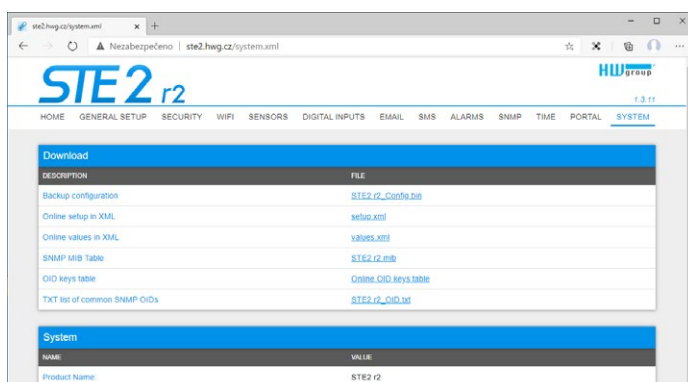 ste2.hwg.cz/system.xml
Nezabezpečeno | ste2.hwg.cz/system.xml
STE2 r2
HW group
1.3.11
HOME GENERAL SETUP SECURITY WIFI SENSORS DIGITAL INPUTS EMAIL SMS ALARMS SNMP TIME PORTAL SYSTEM
Download
DESCRIPTION FILE
Backup configuration STE2 r2_Config.bin
Online setup in XML setup.xml
Online values in XML values.xml
SNMP MIB Table STE2 r2.mib
OID keys table Online OID keys table
TXT list of common SNMP OIDs STE2 r2_OID.txt
System
NAME VALUE
Product Name: STE2 r2